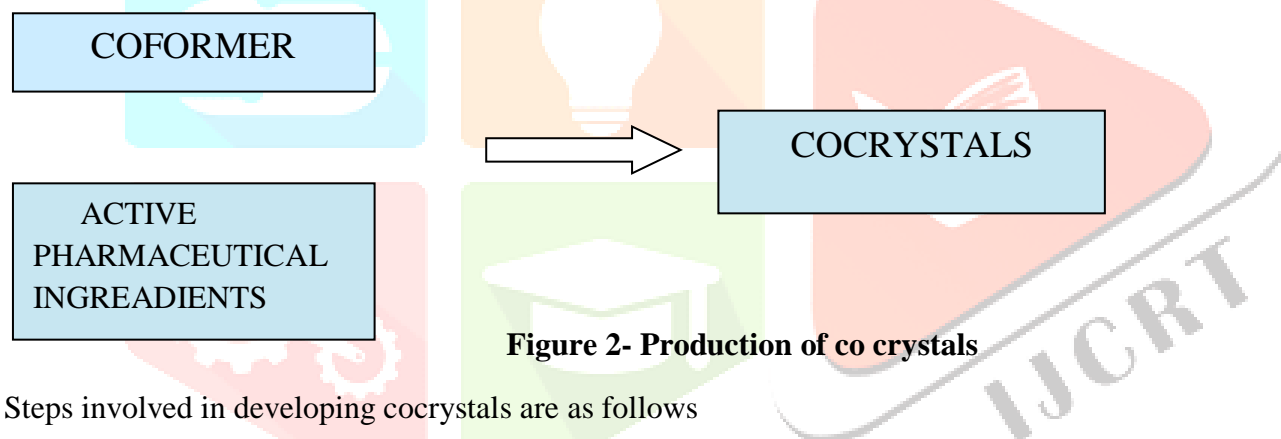 COFORMER
COCRYSTALS
ACTIVE
PHARMACEUTICAL
INGREADIENTS
Figure 2- Production of co crystals
IJCRT
Steps involved in developing cocrystals are as follows